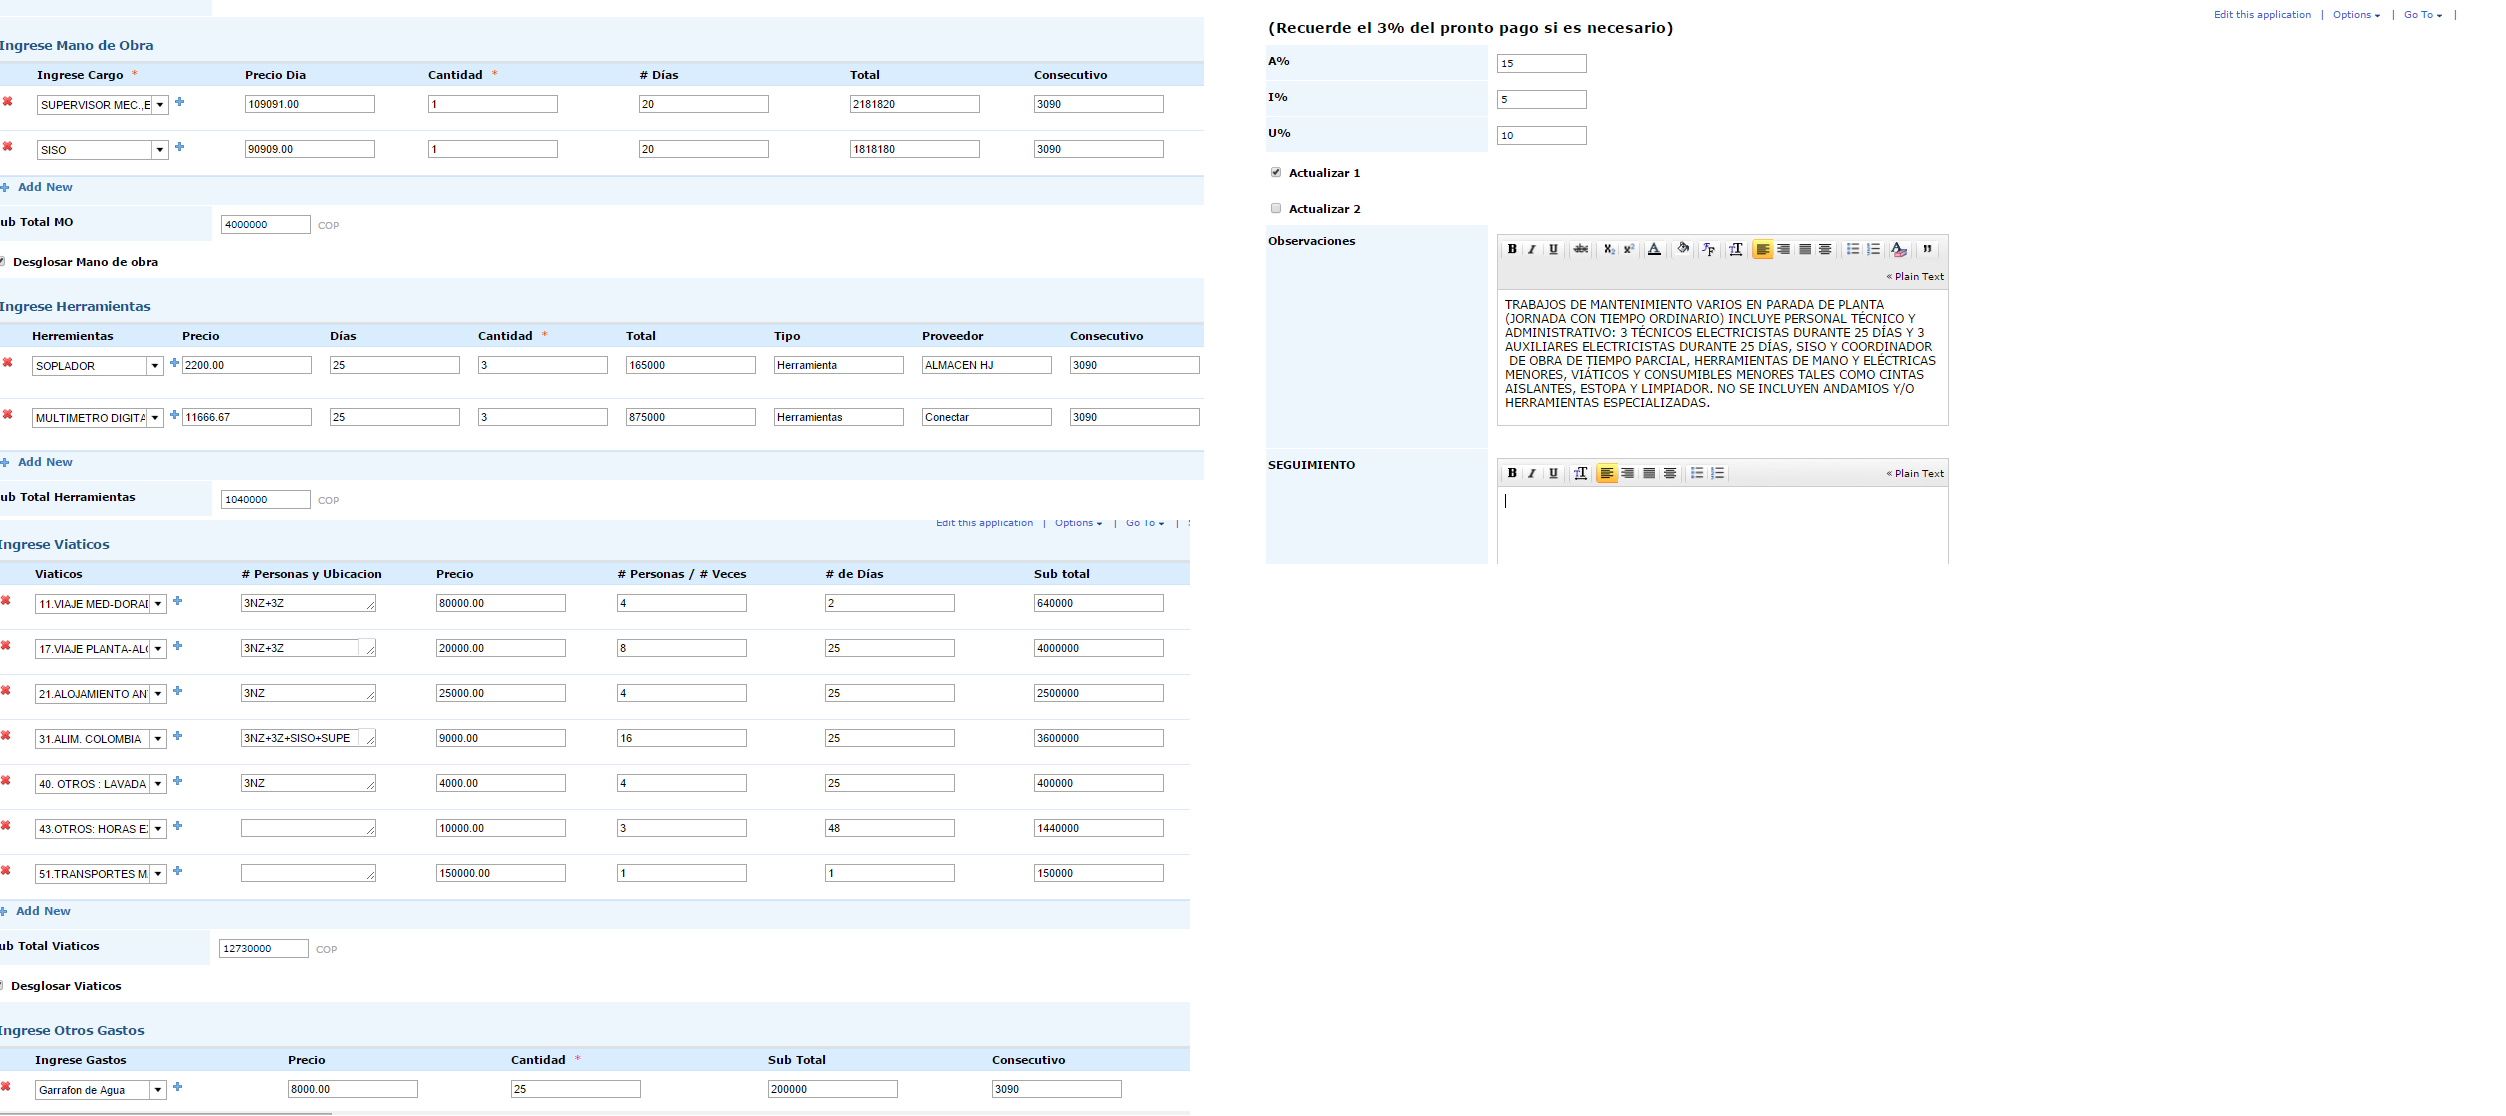 Ingrese Mano de Obra
Ingrese Cargo * Precio Dia Cantidad * # Días Total Consecutivo
SUPERVISOR MEC.,E 109091.00 1 20 2181820 3090
SISO 90909.00 1 20 1818180 3090
Add New
ub Total MO 4000000 COP
Desglosar Mano de obra
Ingrese Herramientas
Herremientas Precio Días Cantidad * Total Tipo Proveedor Consecutivo
SOPLADOR 2200.00 25 3 165000 Herramienta ALMACEN HJ 3090
MULTIMETRO DIGITA 11666.67 25 3 875000 Herramientas Conectar 3090
Add New
ub Total Herramientas 1040000 COP
Edit this application | Options | Go To |
Ingrese Viaticos
Viaticos # Personas y Ubicacion Precio # Personas / # Veces # de Días Sub total
11.VIAJE MED-DORAI 3NZ+3Z 80000.00 4 2 640000
17.VIAJE PLANTA-AL 3NZ+3Z 20000.00 8 25 4000000
21.ALOJAMIENTO AN 3NZ 25000.00 4 25 2500000
31.ALIM. COLOMBIA 3NZ+3Z+SISO+SUPE 9000.00 16 25 3600000
40. OTROS : LAVADA 3NZ 4000.00 4 25 400000
43.OTROS: HORAS E 10000.00 3 48 1440000
51.TRANSPORTES M 150000.00 1 1 150000
Add New
ub Total Viaticos 12730000 COP
Desglosar Viaticos
Ingrese Otros Gastos
Ingrese Gastos Precio Cantidad * Sub Total Consecutivo
Garrafon de Agua 8000.00 25 200000 3090
Edit this application | Options | Go To |
(Recuerde el 3% del pronto pago si es necesario)
A% 15
I% 5
U% 10
Actualizar 1
Actualizar 2
Observaciones
« Plain Text
TRABAJOS DE MANTENIMIENTO VARIOS EN PARADA DE PLANTA
(JORNADA CON TIEMPO ORDINARIO) INCLUYE PERSONAL TÉCNICO Y
ADMINISTRATIVO: 3 TÉCNICOS ELECTRICISTAS DURANTE 25 DÍAS Y 3
AUXILIARES ELECTRICISTAS DURANTE 25 DÍAS, SISO Y COORDINADOR
DE OBRA DE TIEMPO PARCIAL, HERRAMIENTAS DE MANO Y ELÉCTRICAS
MENORES, VIÁTICOS Y CONSUMIBLES MENORES TALES COMO CINTAS
AISLANTES, ESTOPA Y LIMPIADOR. NO SE INCLUYEN ANDAMIOS Y/O
HERRAMIENTAS ESPECIALIZADAS.
SEGUIMIENTO
« Plain Text